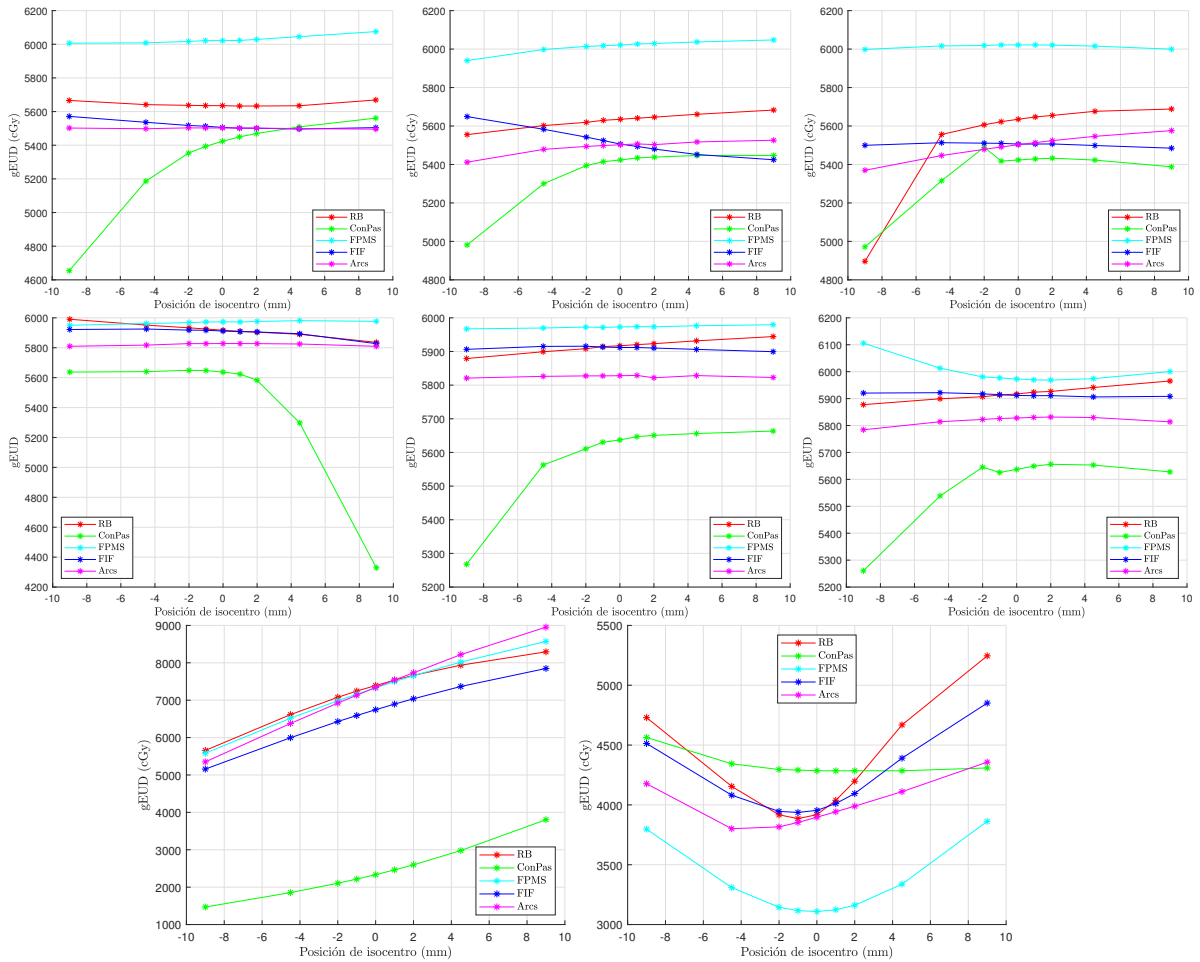 gEUD (cGy)
6200
6000
5800
5600
5400
5200
5000
4800
4600
-10 -8 -6 -4 -2 0 2 4 6 8 10
Posición de isocentro (mm)
RB
ConPas
FPMS
FIF
Arcs
gEUD (cGy)
6200
6000
5800
5600
5400
5200
5000
4800
-10 -8 -6 -4 -2 0 2 4 6 8 10
Posición de isocentro (mm)
RB
ConPas
FPMS
FIF
Arcs
gEUD (cGy)
6200
6000
5800
5600
5400
5200
5000
4800
-10 -8 -6 -4 -2 0 2 4 6 8 10
Posición de isocentro (mm)
RB
ConPas
FPMS
FIF
Arcs
gEUD
6000
5800
5600
5400
5200
5000
4800
4600
4400
4200
-10 -8 -6 -4 -2 0 2 4 6 8 10
Posición de isocentro (mm)
RB
ConPas
FPMS
FIF
Arcs
gEUD
6000
5900
5800
5700
5600
5500
5400
5300
5200
-10 -8 -6 -4 -2 0 2 4 6 8 10
Posición de isocentro (mm)
RB
ConPas
FPMS
FIF
Arcs
gEUD
6200
6100
6000
5900
5800
5700
5600
5500
5400
5300
5200
-10 -8 -6 -4 -2 0 2 4 6 8 10
Posición de isocentro (mm)
RB
ConPas
FPMS
FIF
Arcs
gEUD (cGy)
9000
8000
7000
6000
5000
4000
3000
2000
1000
-10 -8 -6 -4 -2 0 2 4 6 8 10
Posición de isocentro (mm)
RB
ConPas
FPMS
FIF
Arcs
gEUD (cGy)
5500
5000
4500
4000
3500
3000
-10 -8 -6 -4 -2 0 2 4 6 8 10
Posición de isocentro (mm)
RB
ConPas
FPMS
FIF
Arcs